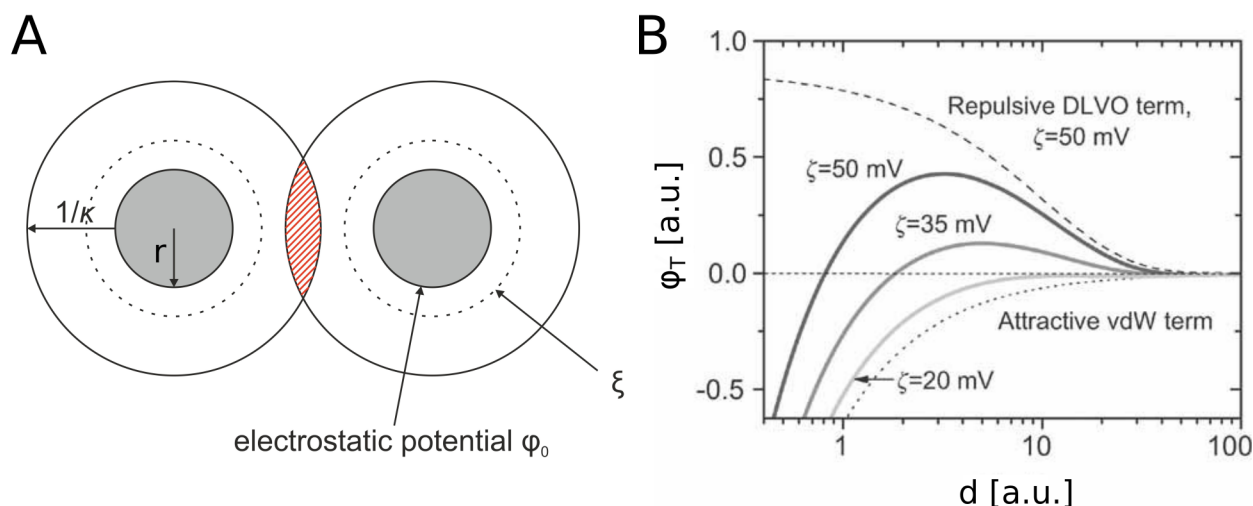 A
1/κ
r
ξ
electrostatic potential φ₀
B
1.0
0.5
0.0
-0.5
φT [a.u.]
Repulsive DLVO term,
ζ=50 mV
ζ=50 mV
ζ=35 mV
Attractive vdW term
ζ=20 mV
1
10
100
d [a.u.]